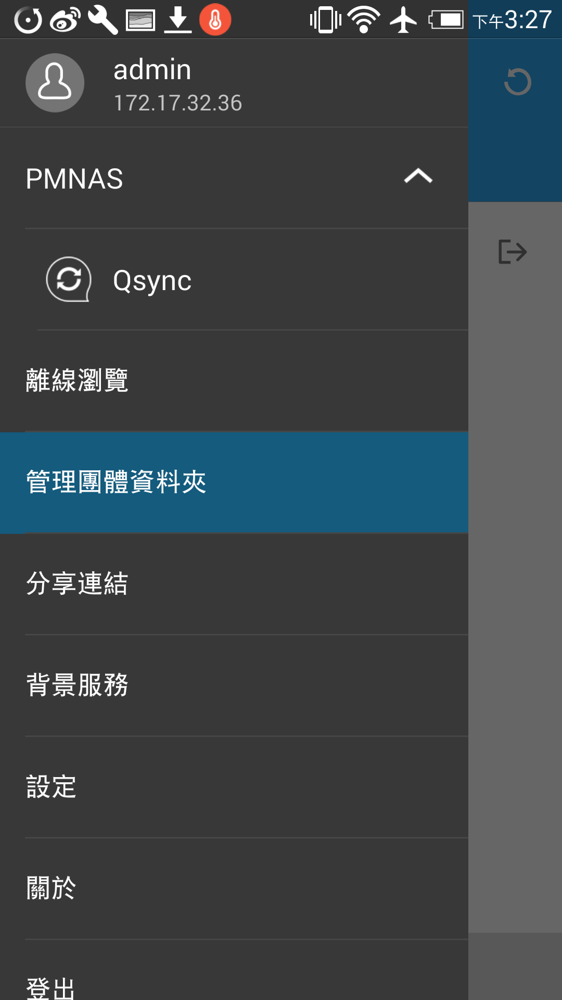 下午3:27
admin
172.17.32.36
PMNAS
Qsync
離線瀏覽
管理團體資料夾
分享連結
背景服務
設定
關於
登出